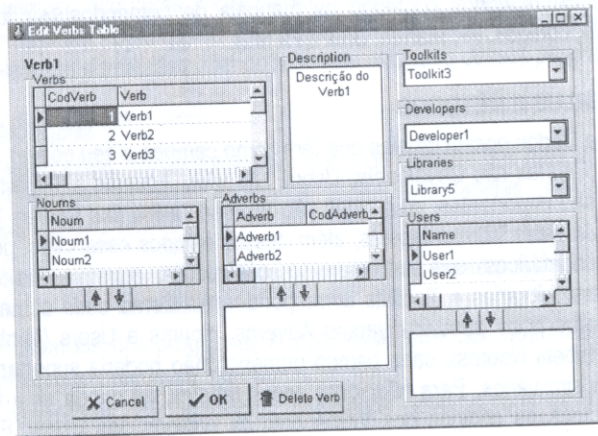 Edit Verbs Table
Verb1
Verbs
CodVerb Verb
1 Verb1
2 Verb2
3 Verb3
Description
Descrição do
Verb1
Toolkits
Toolkit3
Developers
Developer1
Libraries
Library5
Noums
Noum
Noum1
Noum2
Adverbs
Adverb CodAdverb
Adverb1
Adverb2
Users
Name
User1
User2
Cancel
OK
Delete Verb